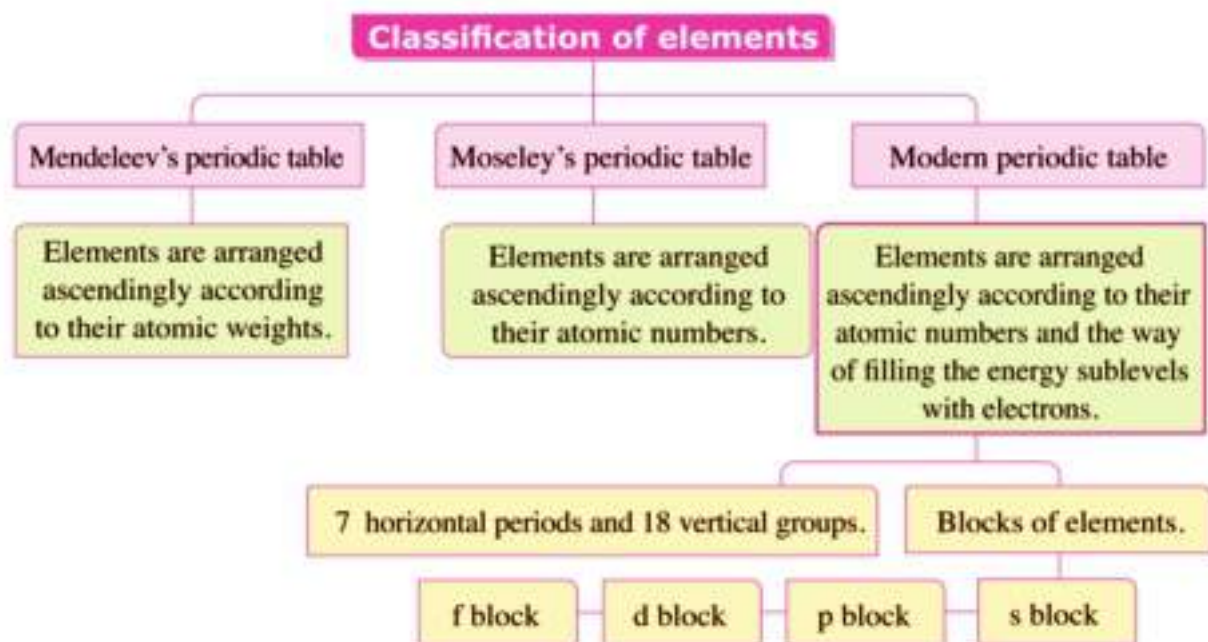 Classification of elements
Mendeleev's periodic table
Moseley's periodic table
Modern periodic table
Elements are arranged
ascendingly according
to their atomic weights.
Elements are arranged
ascendingly according to
their atomic numbers.
Elements are arranged
ascendingly according to their
atomic numbers and the way
of filling the energy sublevels
with electrons.
7 horizontal periods and 18 vertical groups.
Blocks of elements.
f block
d block
p block
s block